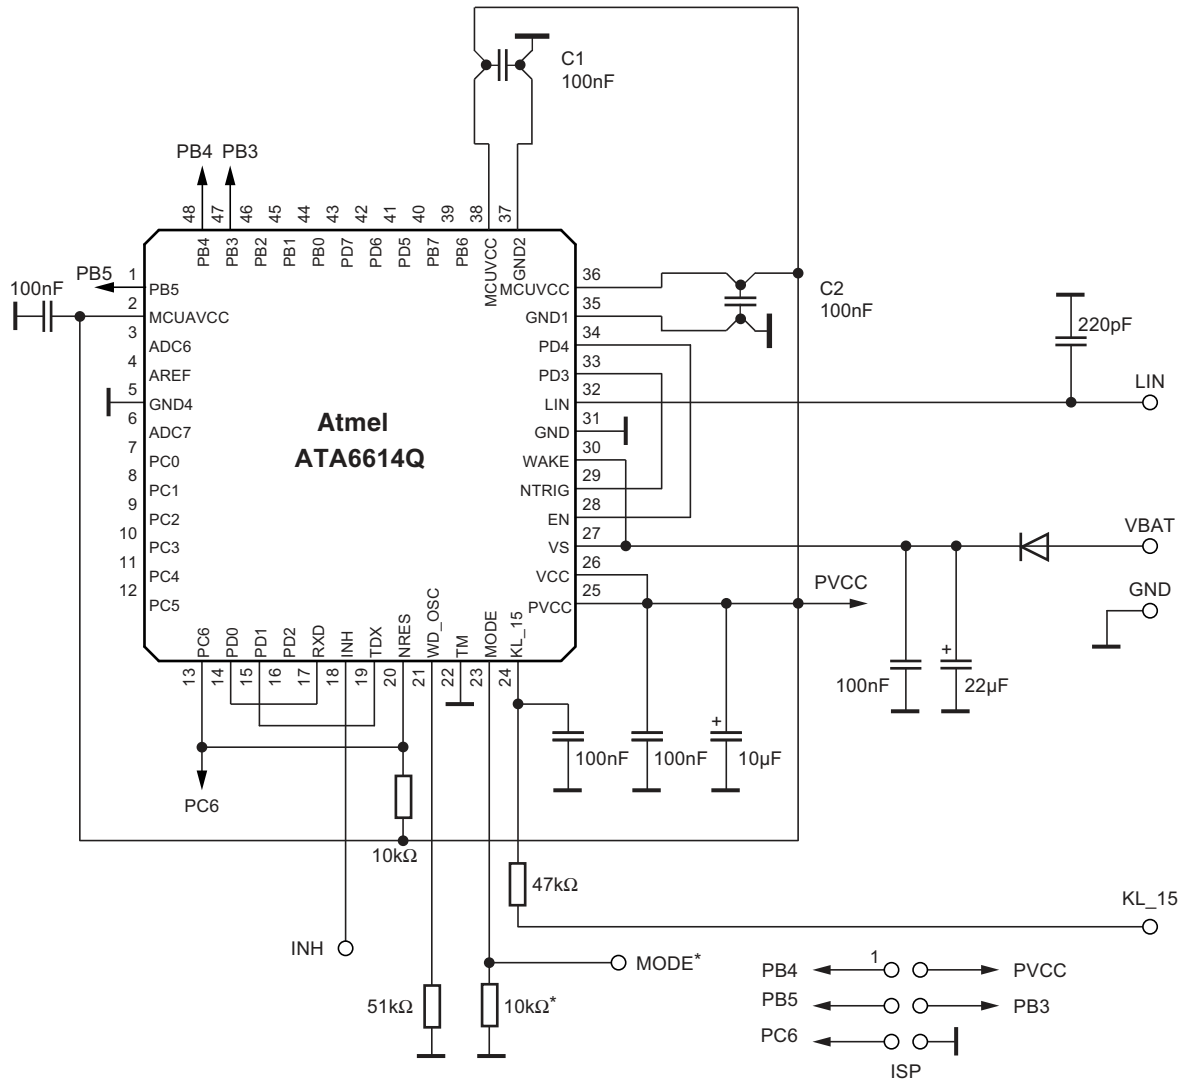 C1
100nF
PB4 PB3
48 47 46 45 44 43 42 41 40 39 38 37
PB4 PB3 PB2 PB1 PB0 PD7 PD6 PD5 PB7 PB6 MCUVCC GND2
PB5
100nF
1 PB5
2 MCUAVCC
3 ADC6
4 AREF
5 GND4
6 ADC7
7 PC0
8 PC1
9 PC2
10 PC3
11 PC4
12 PC5
Atmel
ATA6614Q
36 MCUVCC
35 GND1
34 PD4
33 PD3
32 LIN
31 GND
30 WAKE
29 NTRIG
28 EN
27 VS
26 VCC
25 PVCC
C2
100nF
220pF
LIN
VBAT
GND
PVCC
100nF
+
22µF
PC6 PD0 PD1 PD2 RXD INH TDX NRES WD_OSC TM MODE KL_15
13 14 15 16 17 18 19 20 21 22 23 24
100nF
100nF
+
10µF
PC6
10kΩ
47kΩ
KL_15
INH
MODE*
51kΩ
10kΩ*
PB4 1 PVCC
PB5 PB3
PC6
ISP